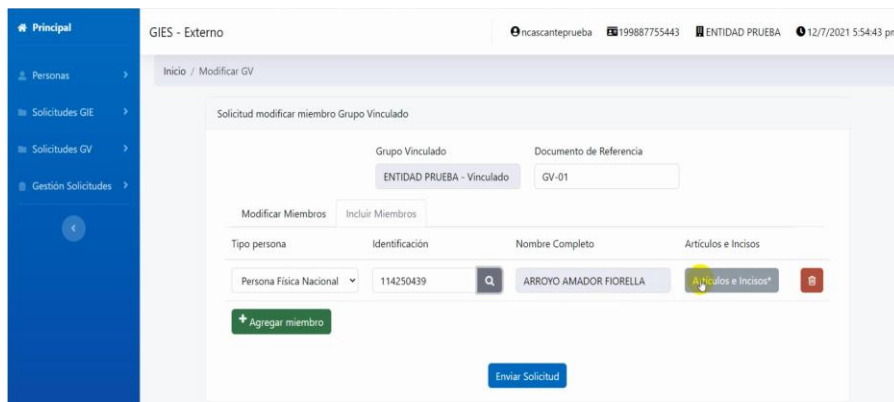 Principal
GIES - Externo
ncascanteprueba
199887755443
ENTIDAD PRUEBA
12/7/2021 5:54:43 pm
Personas
Inicio / Modificar GV
Solicitudes GIE
Solicitud modificar miembro Grupo Vinculado
Solicitudes GV
Grupo Vinculado
Documento de Referencia
ENTIDAD PRUEBA - Vinculado
GV-01
Gestión Solicitudes
Modificar Miembros
Incluir Miembros
Tipo persona
Identificación
Nombre Completo
Artículos e Incisos
Persona Física Nacional
114250439
ARROYO AMADOR FIORELLA
Artículos e Incisos*
+ Agregar miembro
Enviar Solicitud